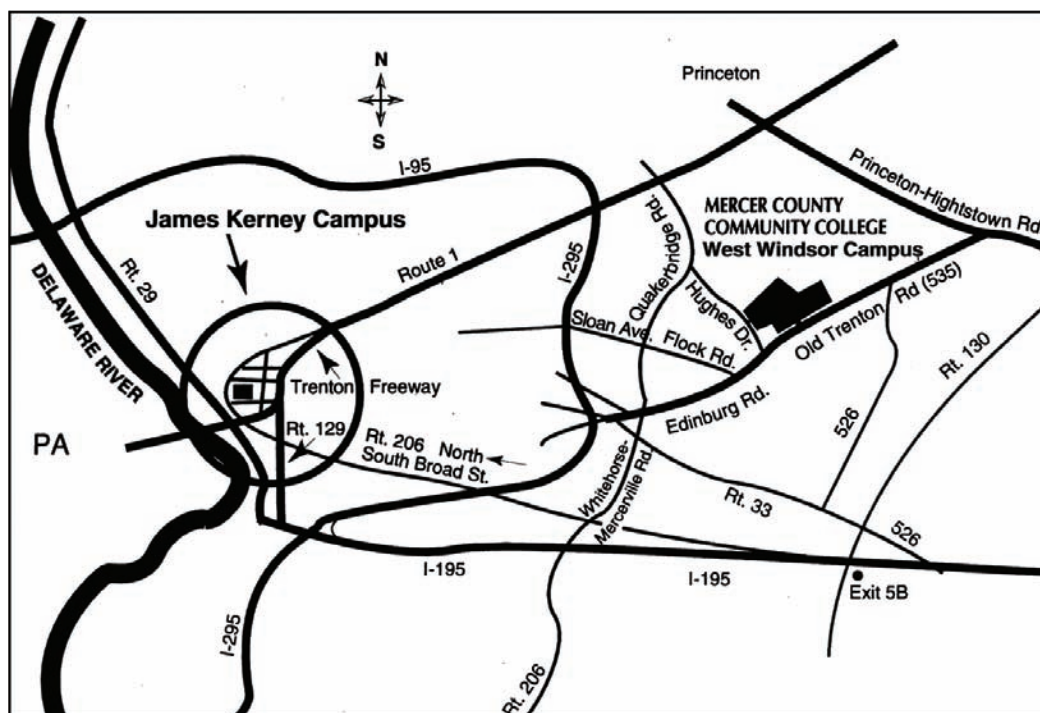 N
S
Princeton
I-95
Princeton-Hightstown Rd.
James Kerney Campus
MERCER COUNTY
COMMUNITY COLLEGE
West Windsor Campus
Quakerbridge Rd.
Rt. 29
Route 1
I-295
Hughes Dr.
DELAWARE RIVER
Sloan Ave.
Flock Rd.
Old Trenton Rd (535)
Rt. 130
Trenton Freeway
Edinburg Rd.
526
PA
Rt. 129
Rt. 206 North
South Broad St.
Whitehorse-
Mercerville Rd.
Rt. 33
526
I-195
I-195
Exit 5B
I-295
Rt. 206